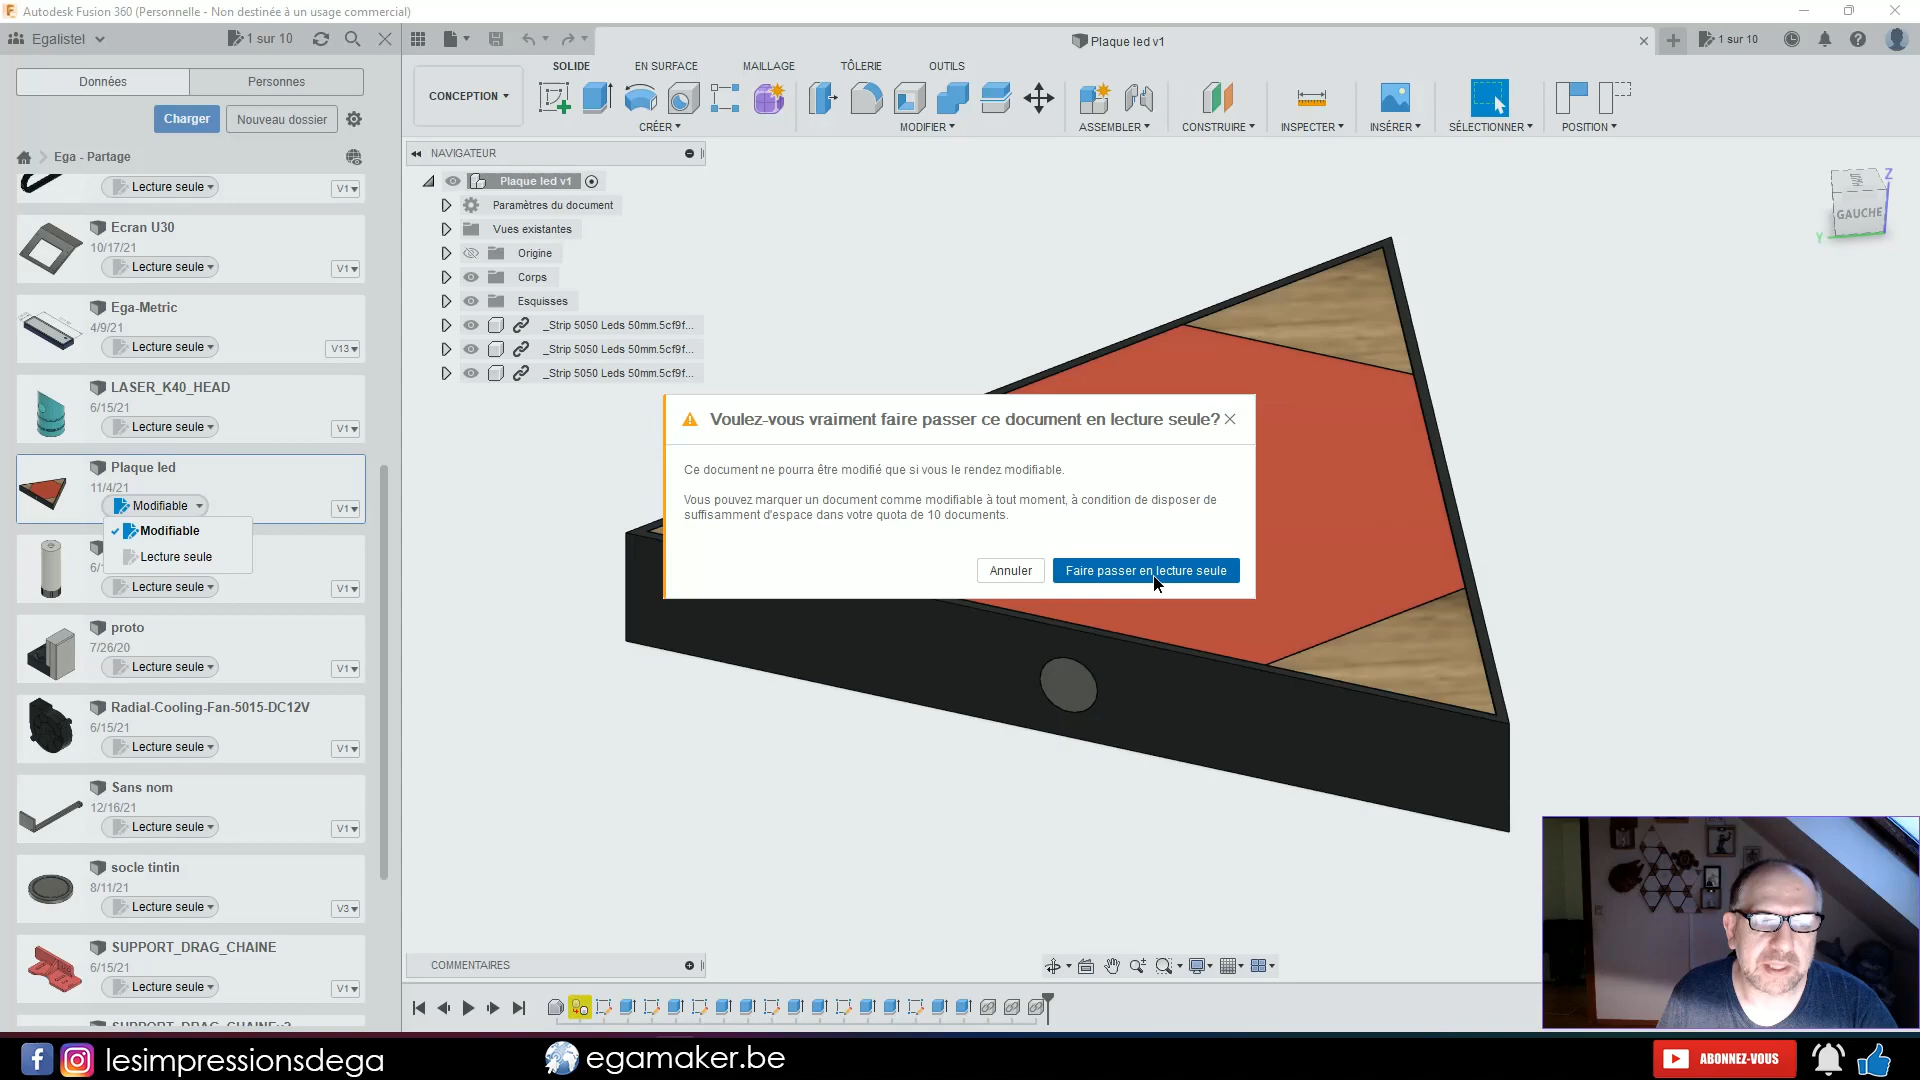 Autodesk Fusion 360 (Personnelle - Non destinée à un usage commercial)
Egalistel
1 sur 10
Plaque led v1
1 sur 10
Données
Personnes
Charger
Nouveau dossier
Ega - Partage
Lecture seule
V1
Ecran U30
10/17/21
Lecture seule
V1
Ega-Metric
4/9/21
Lecture seule
V13
LASER_K40_HEAD
6/15/21
Lecture seule
V1
Plaque led
11/4/21
Modifiable
V1
Modifiable
Lecture seule
Lecture seule
V1
proto
7/26/20
Lecture seule
V1
Radial-Cooling-Fan-5015-DC12V
6/15/21
Lecture seule
V1
Sans nom
12/16/21
Lecture seule
V1
socle tintin
8/11/21
Lecture seule
V3
SUPPORT_DRAG_CHAINE
6/15/21
Lecture seule
V1
CONCEPTION
SOLIDE
EN SURFACE
MAILLAGE
TÔLERIE
OUTILS
CRÉER
MODIFIER
ASSEMBLER
CONSTRUIRE
INSPECTER
INSÉRER
SÉLECTIONNER
POSITION
NAVIGATEUR
Plaque led v1
Paramètres du document
Vues existantes
Origine
Corps
Esquisses
_Strip 5050 Leds 50mm.5cf9f...
_Strip 5050 Leds 50mm.5cf9f...
_Strip 5050 Leds 50mm.5cf9f...
Z
GAUCHE
Y
Voulez-vous vraiment faire passer ce document en lecture seule?
Ce document ne pourra être modifié que si vous le rendez modifiable.
Vous pouvez marquer un document comme modifiable à tout moment, à condition de disposer de
suffisamment d'espace dans votre quota de 10 documents.
Annuler
Faire passer en lecture seule
COMMENTAIRES
lesimpressionsdega
egamaker.be
ABONNEZ-VOUS